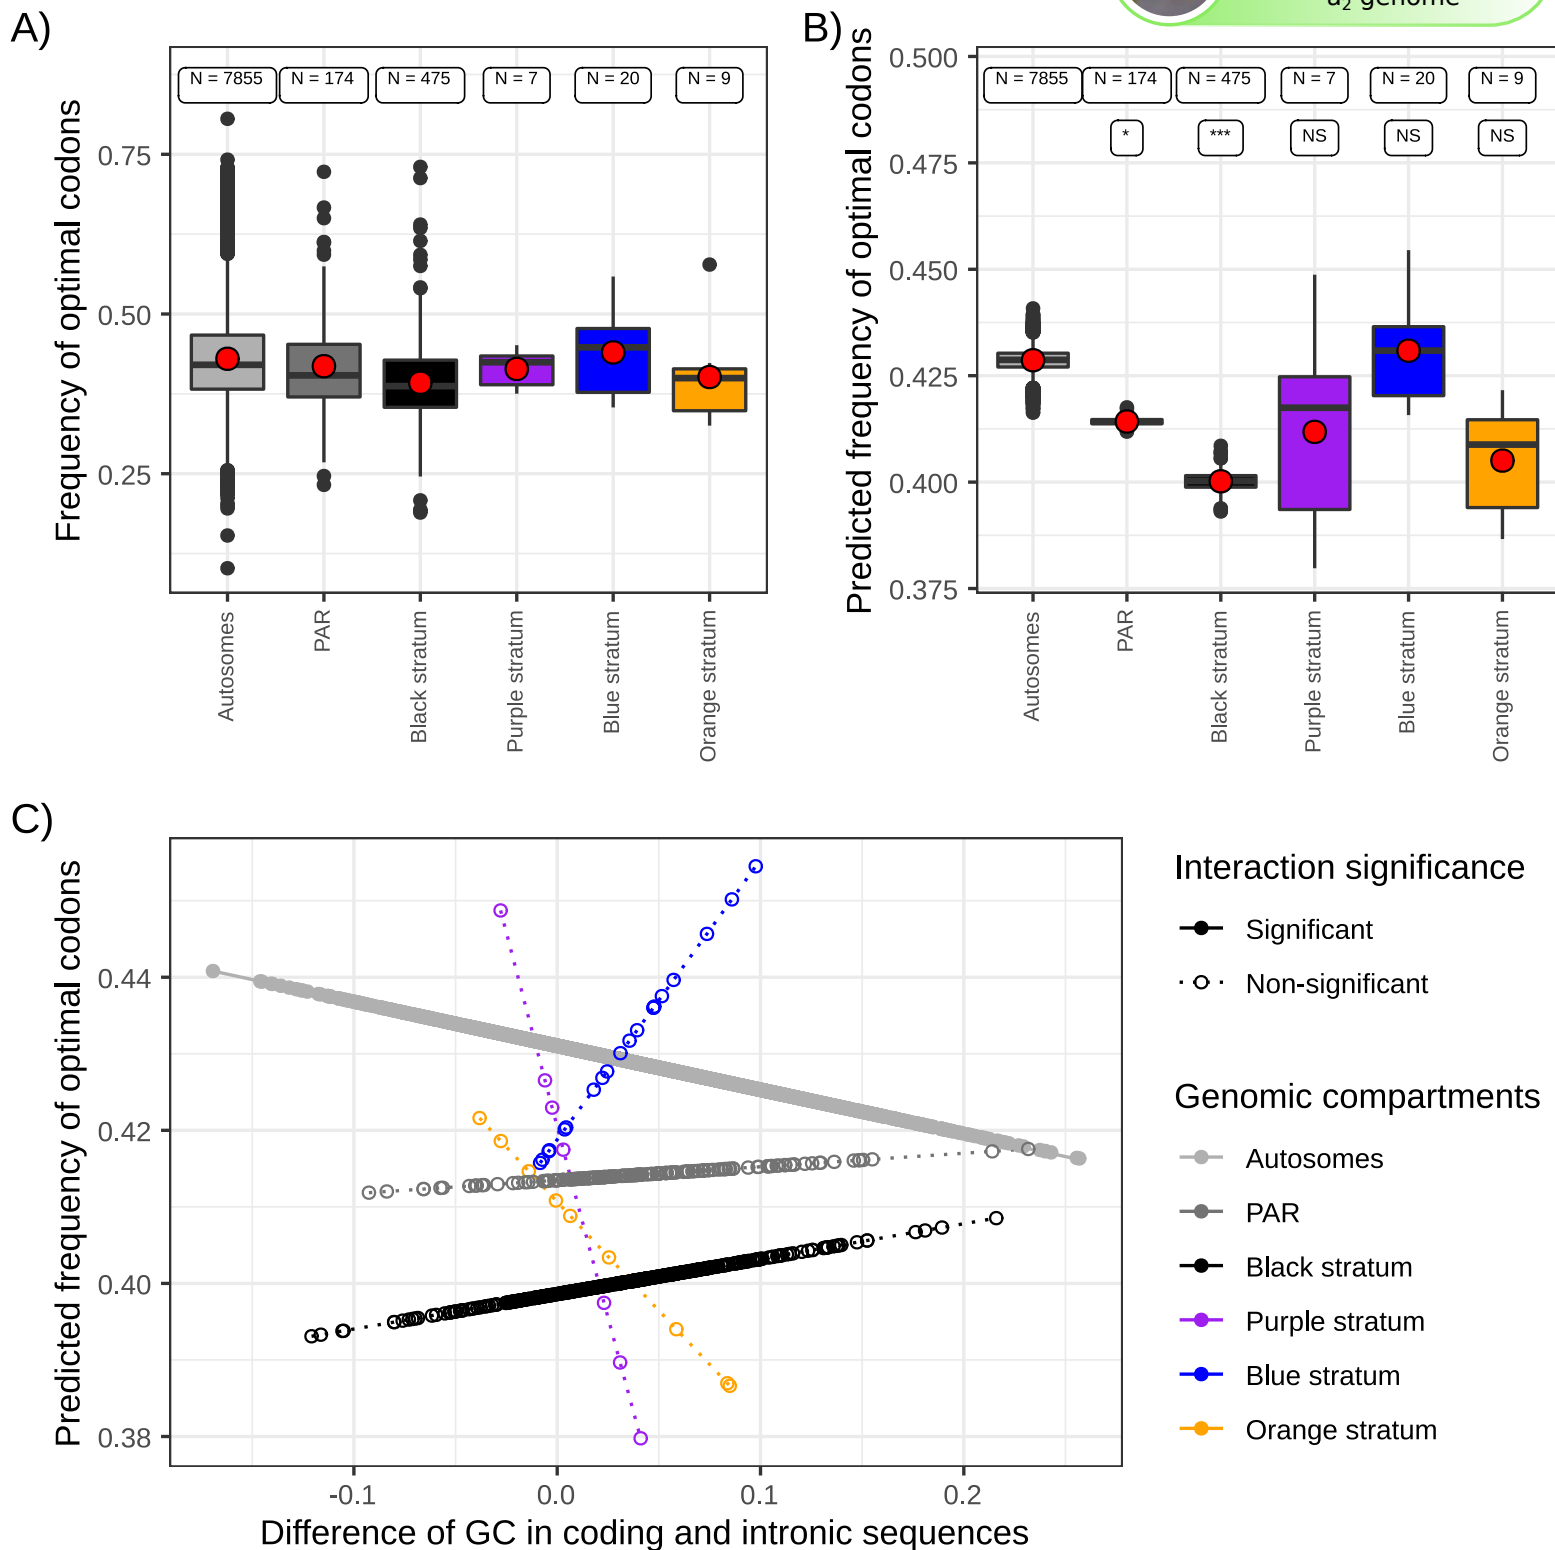 a₂ genome
A)
Frequency of optimal codons
0.75
0.50
0.25
N = 7855
N = 174
N = 475
N = 7
N = 20
N = 9
Autosomes
PAR
Black stratum
Purple stratum
Blue stratum
Orange stratum
B)
Predicted frequency of optimal codons
0.500
0.475
0.450
0.425
0.400
0.375
N = 7855
N = 174
N = 475
N = 7
N = 20
N = 9
*
***
NS
NS
NS
Autosomes
PAR
Black stratum
Purple stratum
Blue stratum
Orange stratum
C)
Predicted frequency of optimal codons
0.44
0.42
0.40
0.38
-0.1
0.0
0.1
0.2
Difference of GC in coding and intronic sequences
Interaction significance
Significant
Non-significant
Genomic compartments
Autosomes
PAR
Black stratum
Purple stratum
Blue stratum
Orange stratum